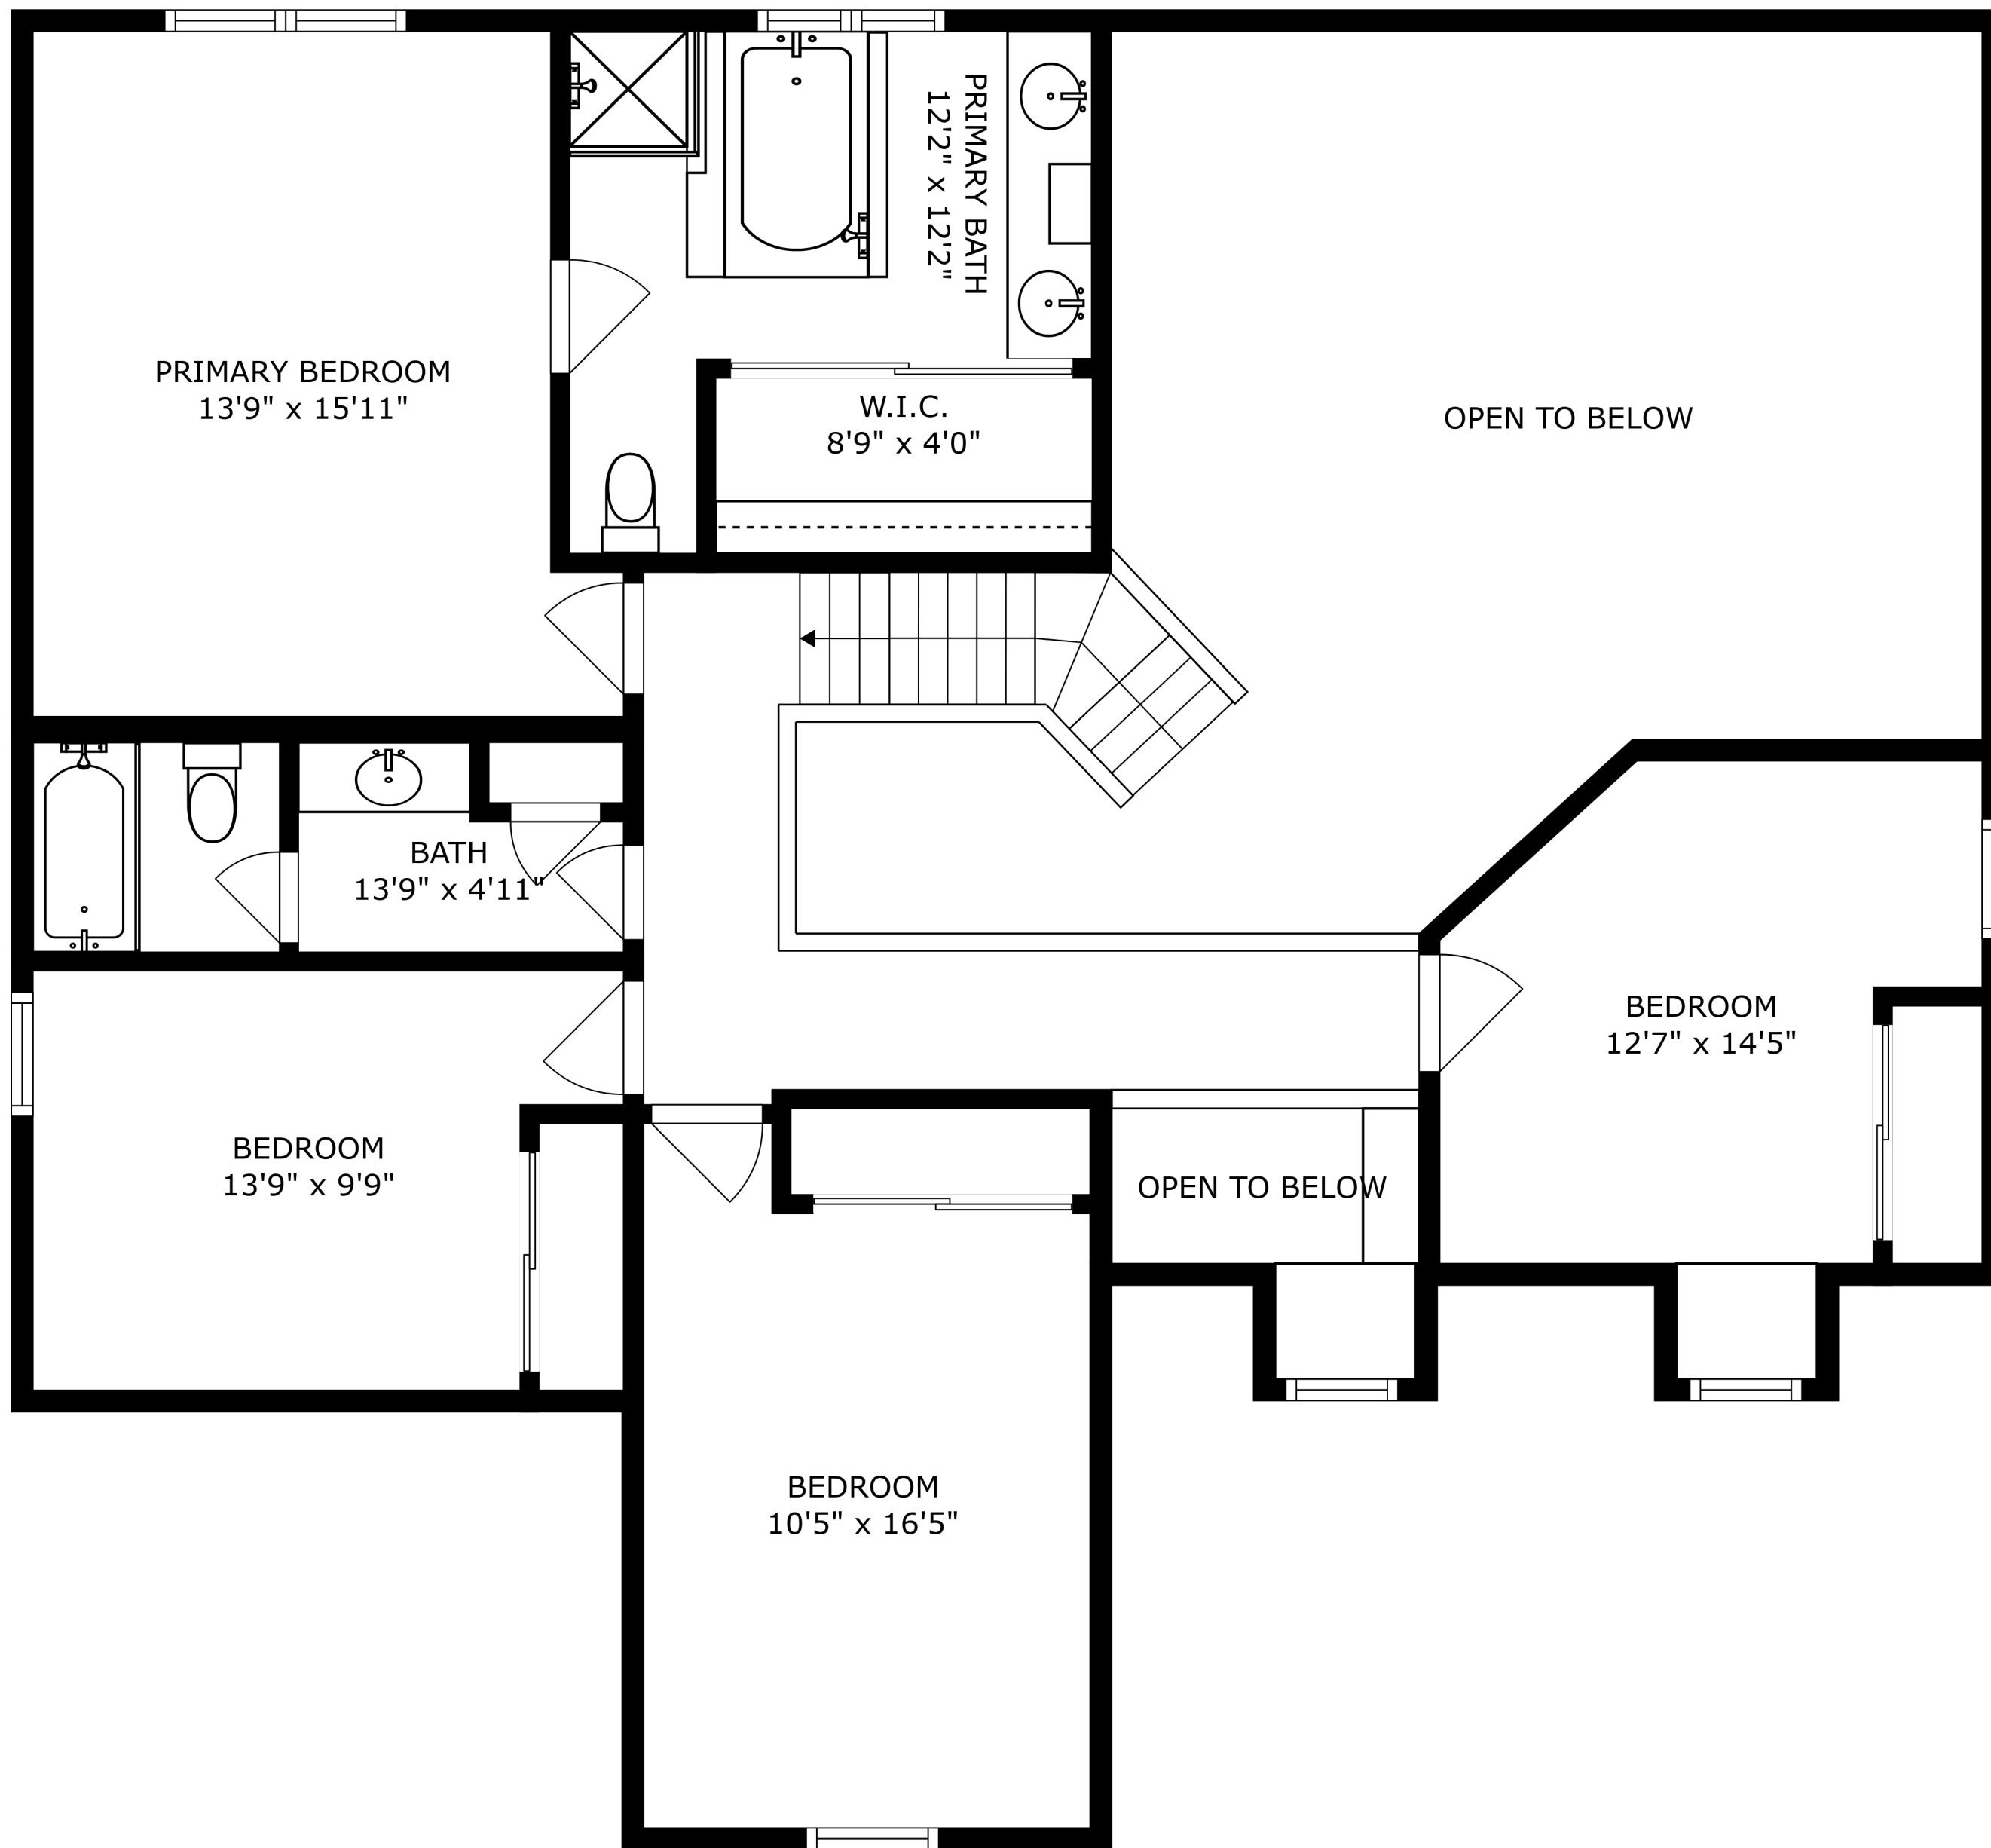 PRIMARY BATH
12'2" x 12'2"
PRIMARY BEDROOM
13'9" x 15'11"
W.I.C.
8'9" x 4'0"
OPEN TO BELOW
BATH
13'9" x 4'11"
BEDROOM
12'7" x 14'5"
BEDROOM
13'9" x 9'9"
OPEN TO BELOW
BEDROOM
10'5" x 16'5"